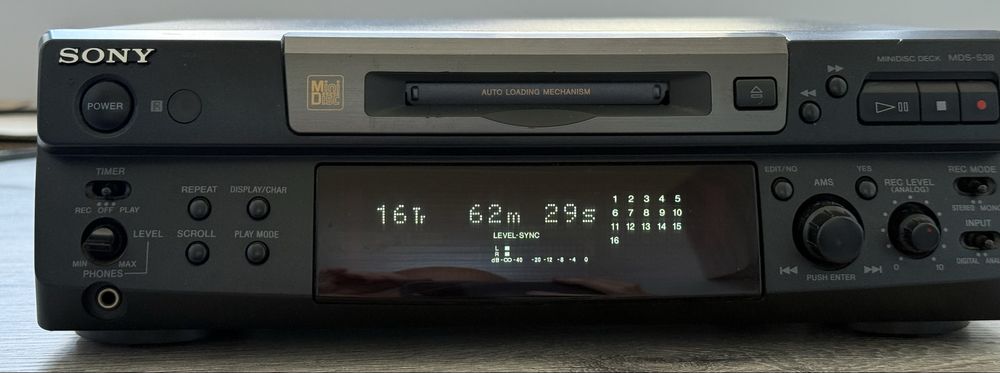 SONY
POWER
R
Mini Disc
AUTO LOADING MECHANISM
MINIDISC DECK MDS-S38
TIMER
REC OFF PLAY
REPEAT
DISPLAY/CHAR
SCROLL
PLAY MODE
LEVEL
MIN MAX
PHONES
16Tr 62m 29s
LEVEL-SYNC
L
R
dB -∞ -40 -20 -12 -8 -4 0
1 2 3 4 5
6 7 8 9 10
11 12 13 14 15
16
EDIT/NO
AMS
YES
PUSH ENTER
REC LEVEL
(ANALOG)
0 10
REC MODE
STEREO MONO
INPUT
DIGITAL ANAL